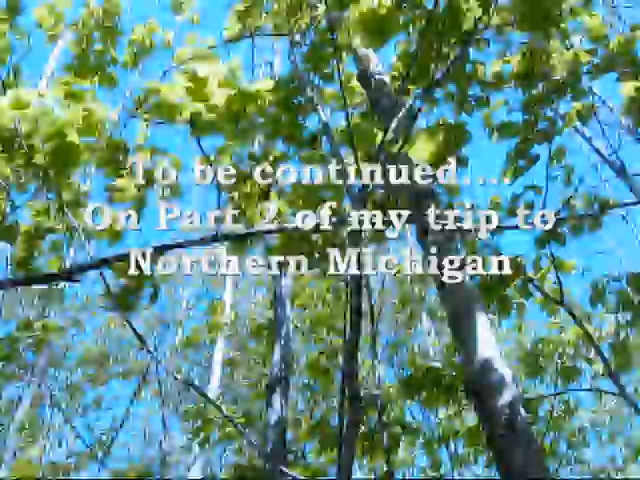 To be continued....
On Part 2 of my trip to
Northern Michigan